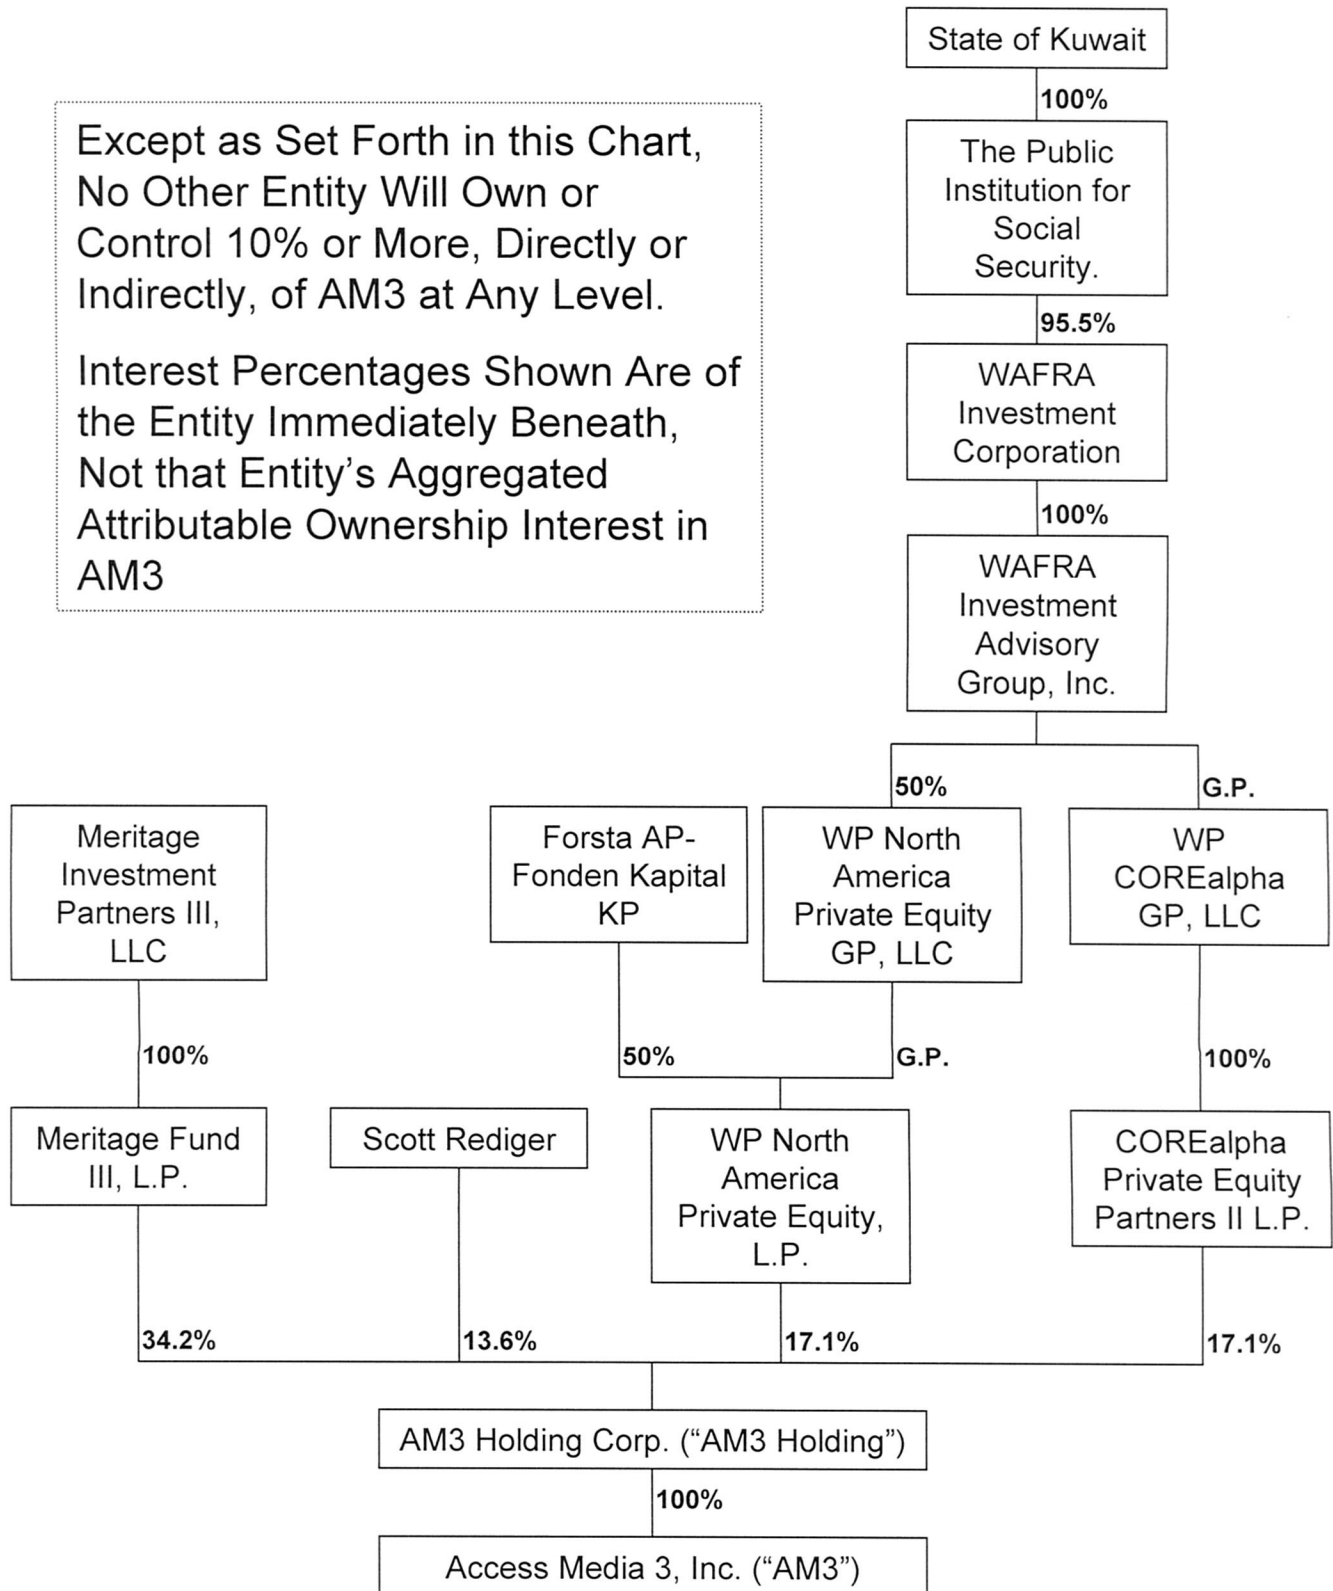 State of Kuwait
100%
Except as Set Forth in this Chart,
No Other Entity Will Own or
Control 10% or More, Directly or
Indirectly, of AM3 at Any Level.
Interest Percentages Shown Are of
the Entity Immediately Beneath,
Not that Entity’s Aggregated
Attributable Ownership Interest in
AM3
The Public
Institution for
Social
Security.
95.5%
WAFRA
Investment
Corporation
100%
WAFRA
Investment
Advisory
Group, Inc.
50%
G.P.
Meritage
Investment
Partners III,
LLC
Forsta AP-
Fonden Kapital
KP
WP North
America
Private Equity
GP, LLC
WP
COREalpha
GP, LLC
100%
50%
G.P.
100%
Meritage Fund
III, L.P.
Scott Rediger
WP North
America
Private Equity,
L.P.
COREalpha
Private Equity
Partners II L.P.
34.2%
13.6%
17.1%
17.1%
AM3 Holding Corp. (“AM3 Holding”)
100%
Access Media 3, Inc. (“AM3”)